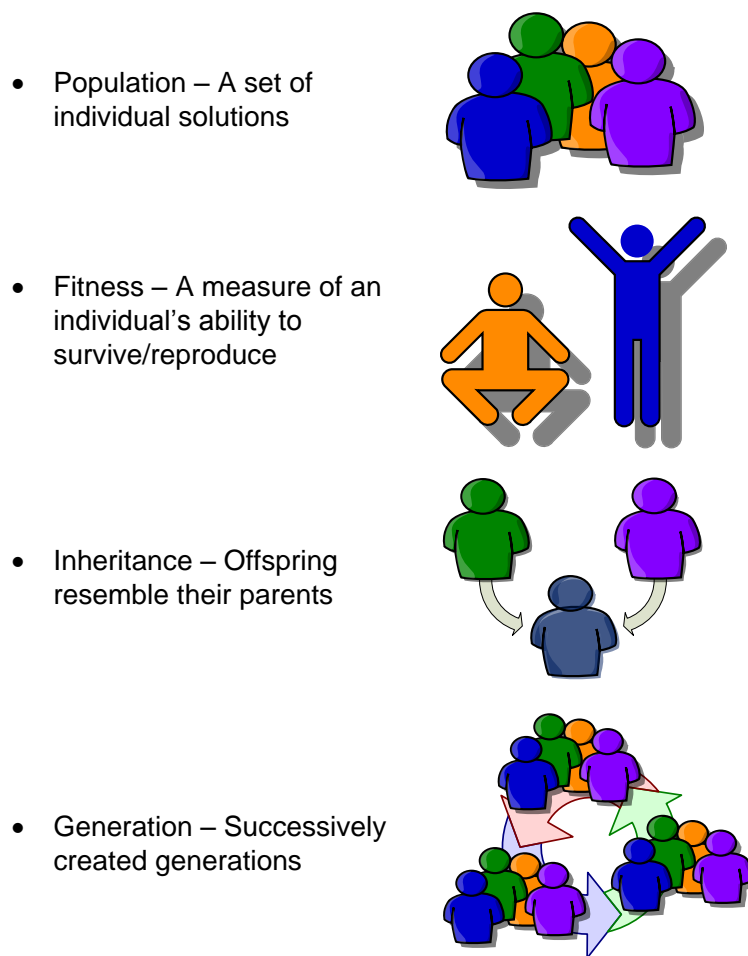 • Population – A set of
individual solutions
• Fitness – A measure of an
individual’s ability to
survive/reproduce
• Inheritance – Offspring
resemble their parents
• Generation – Successively
created generations